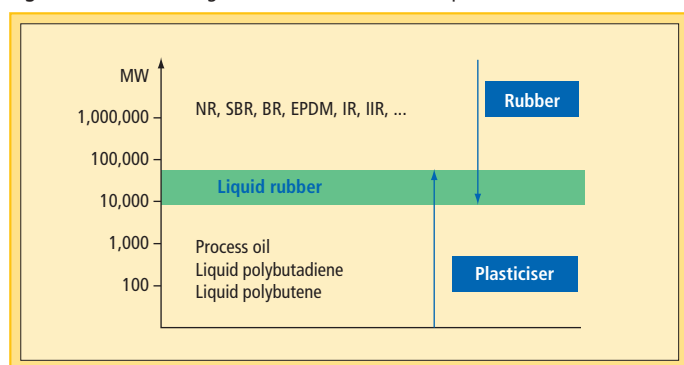 MW
1,000,000
100,000
10,000
1,000
100
NR, SBR, BR, EPDM, IR, IIR, ...
Rubber
Liquid rubber
Process oil
Liquid polybutadiene
Liquid polybutene
Plasticiser